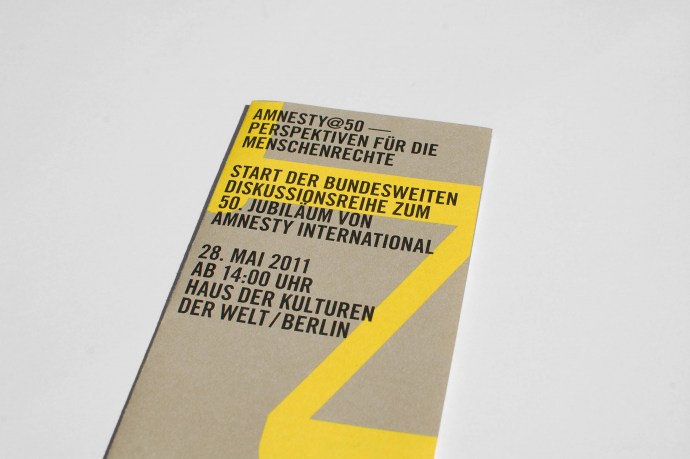 AMNESTY@50 —
PERSPEKTIVEN FÜR DIE
MENSCHENRECHTE
START DER BUNDESWEITEN
DISKUSSIONSREIHE ZUM
50. JUBILÄUM VON
AMNESTY INTERNATIONAL
28. MAI 2011
AB 14:00 UHR
HAUS DER KULTUREN
DER WELT/BERLIN